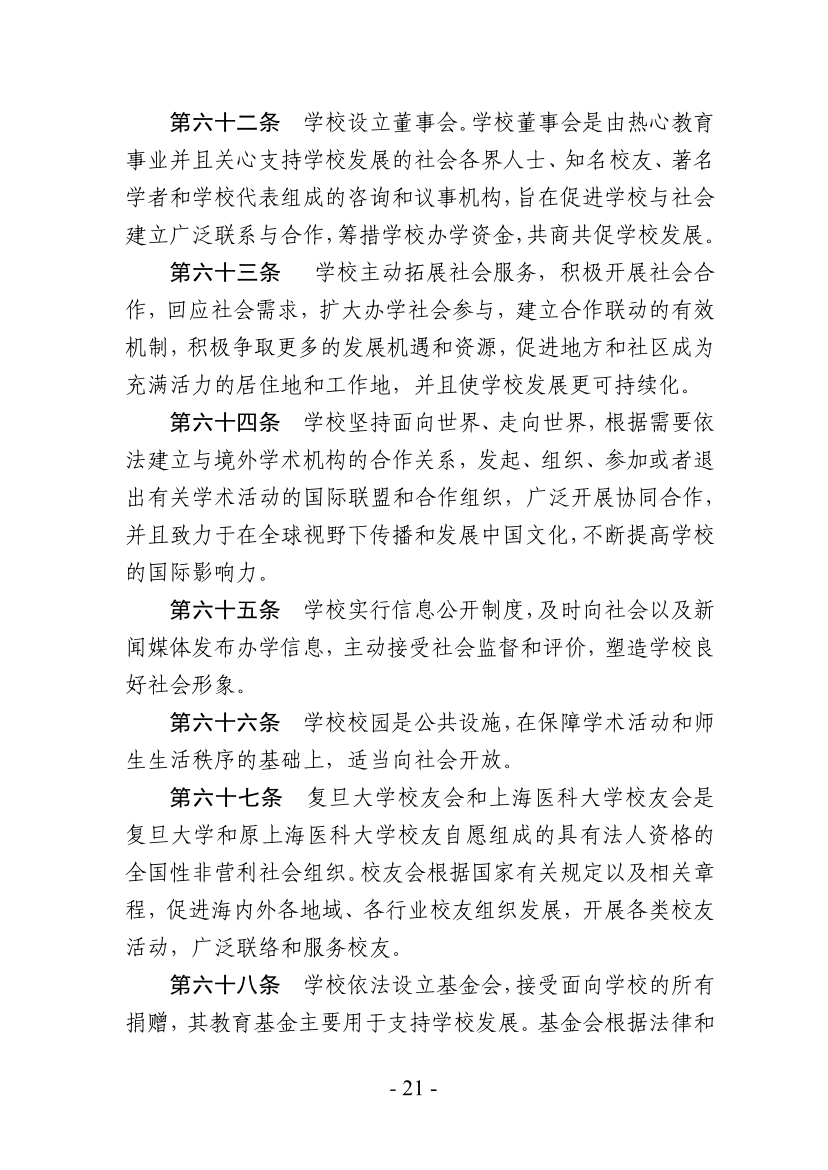 第六十二条　学校设立董事会。学校董事会是由热心教育
事业并且关心支持学校发展的社会各界人士、知名校友、著名
学者和学校代表组成的咨询和议事机构，旨在促进学校与社会
建立广泛联系与合作，筹措学校办学资金，共商共促学校发展。
第六十三条　学校主动拓展社会服务，积极开展社会合
作，回应社会需求，扩大办学社会参与，建立合作联动的有效
机制，积极争取更多的发展机遇和资源，促进地方和社区成为
充满活力的居住地和工作地，并且使学校发展更可持续化。
第六十四条　学校坚持面向世界、走向世界，根据需要依
法建立与境外学术机构的合作关系，发起、组织、参加或者退
出有关学术活动的国际联盟和合作组织，广泛开展协同合作，
并且致力于在全球视野下传播和发展中国文化，不断提高学校
的国际影响力。
第六十五条　学校实行信息公开制度，及时向社会以及新
闻媒体发布办学信息，主动接受社会监督和评价，塑造学校良
好社会形象。
第六十六条　学校校园是公共设施，在保障学术活动和师
生生活秩序的基础上，适当向社会开放。
第六十七条　复旦大学校友会和上海医科大学校友会是
复旦大学和原上海医科大学校友自愿组成的具有法人资格的
全国性非营利社会组织。校友会根据国家有关规定以及相关章
程，促进海内外各地域、各行业校友组织发展，开展各类校友
活动，广泛联络和服务校友。
第六十八条　学校依法设立基金会，接受面向学校的所有
捐赠，其教育基金主要用于支持学校发展。基金会根据法律和
- 21 -